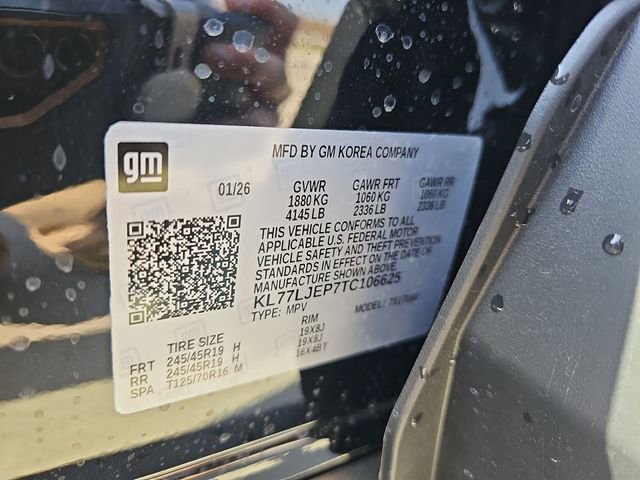 gm
MFD BY GM KOREA COMPANY
01/26 GVWR GAWR FRT GAWR RR
1880 KG 1060 KG 1060 KG
4145 LB 2336 LB 2336 LB
THIS VEHICLE CONFORMS TO ALL
APPLICABLE U.S. FEDERAL MOTOR
VEHICLE SAFETY AND THEFT PREVENTION
STANDARDS IN EFFECT ON THE DATE OF
MANUFACTURE SHOWN ABOVE.
KL77LJEP7TC106625
TYPE: MPV MODEL:
TIRE SIZE RIM
FRT 245/45R19 H 19X8J
RR 245/45R19 H 19X8J
SPA T125/70R16 M 16X4BT